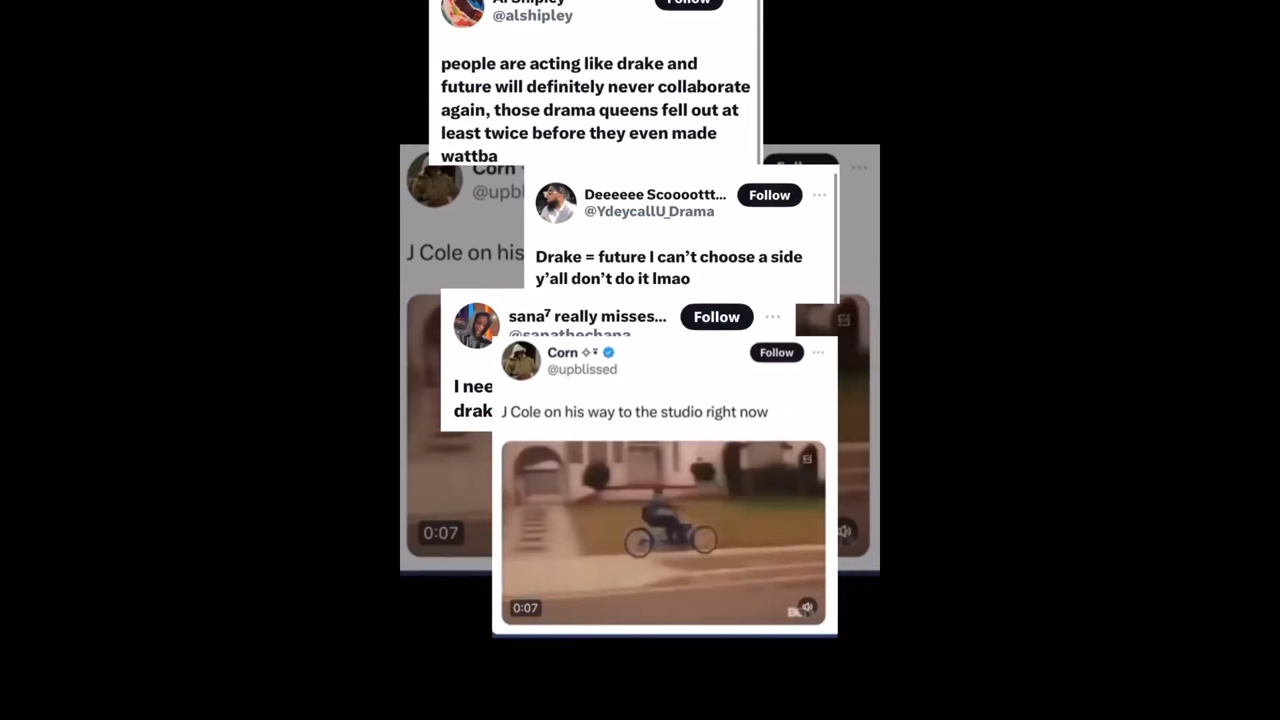 @alshipley
Follow
people are acting like drake and
future will definitely never collaborate
again, those drama queens fell out at
least twice before they even made
wattba
Corn
@upbl
J Cole on his
Deeeeee Scooottt...
Follow
@YdeycallU_Drama
Drake = future I can't choose a side
y'all don't do it lmao
sana⁷ really misses...
Follow
@sanathechana
I nee
drak
Corn
Follow
@upblissed
J Cole on his way to the studio right now
0:07
0:07